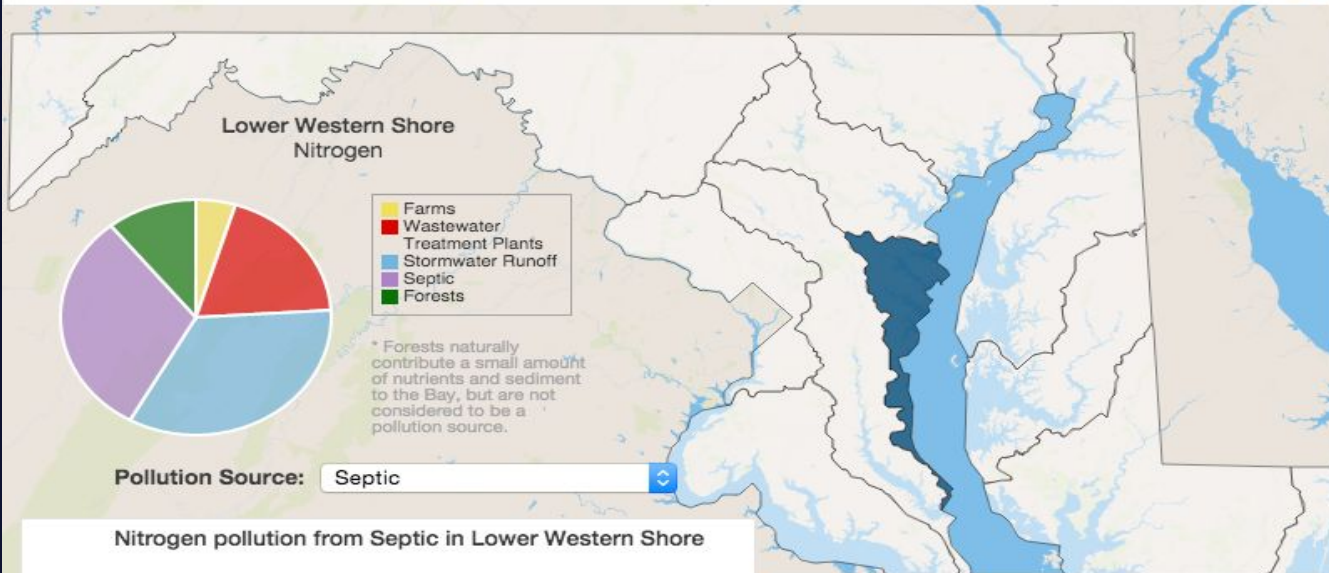 Lower Western Shore
Nitrogen
Farms
Wastewater
Treatment Plants
Stormwater Runoff
Septic
Forests
* Forests naturally
contribute a small amount
of nutrients and sediment
to the Bay, but are not
considered to be a
pollution source.
Pollution Source: Septic
Nitrogen pollution from Septic in Lower Western Shore